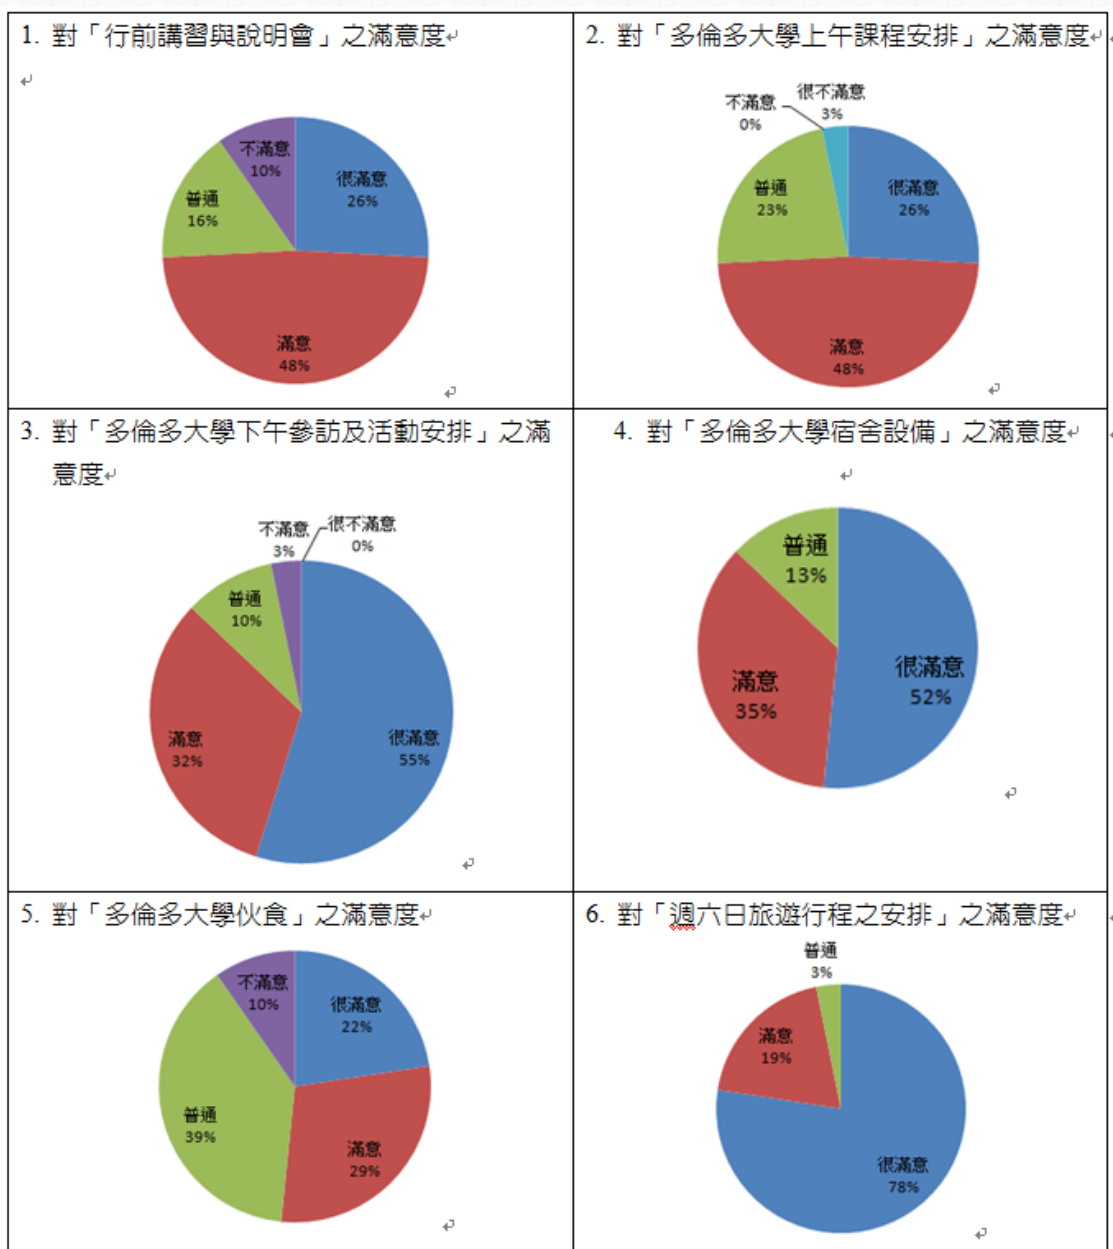 1. 對「行前講習與說明會」之滿意度
不滿意
10%
很滿意
26%
普通
16%
滿意
48%
2. 對「多倫多大學上午課程安排」之滿意度
不滿意
0%
很不滿意
3%
普通
23%
很滿意
26%
滿意
48%
3. 對「多倫多大學下午參訪及活動安排」之滿
意度
不滿意
3%
很不滿意
0%
普通
10%
滿意
32%
很滿意
55%
4. 對「多倫多大學宿舍設備」之滿意度
普通
13%
很滿意
52%
滿意
35%
5. 對「多倫多大學伙食」之滿意度
不滿意
10%
很滿意
22%
普通
39%
滿意
29%
6. 對「週六日旅遊行程之安排」之滿意度
普通
3%
滿意
19%
很滿意
78%